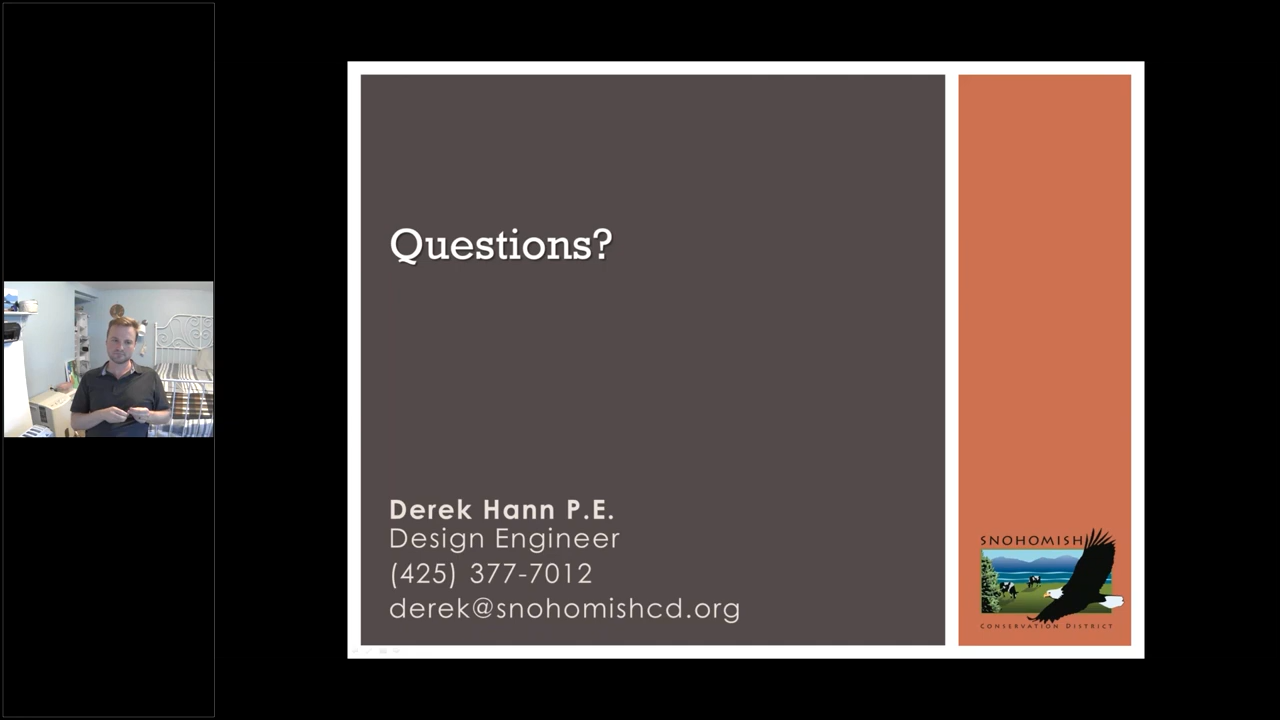 Questions?
Derek Hann P.E.
Design Engineer
(425) 377-7012
derek@snohomishcd.org
SNOHOMISH
CONSERVATION DISTRICT